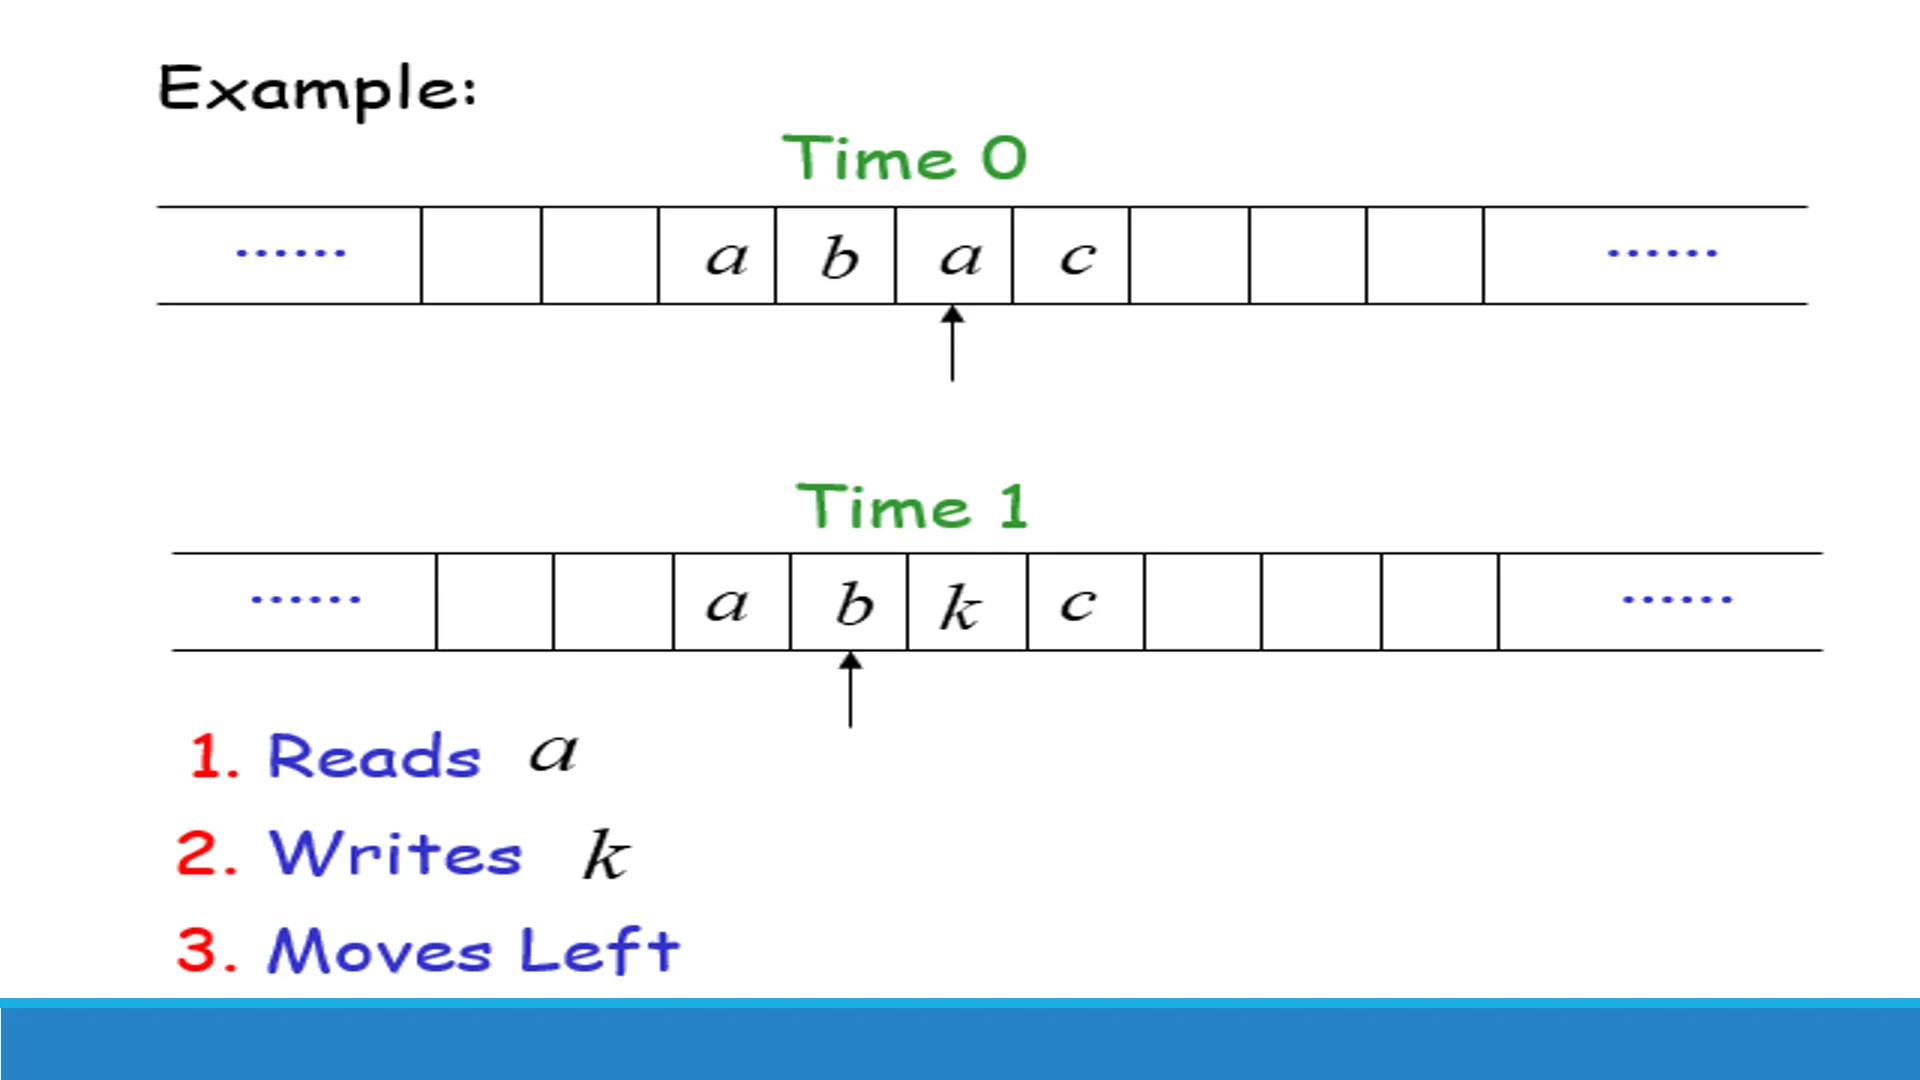 Example:
Time 0
...... a b a c ......
Time 1
...... a b k c ......
1. Reads a
2. Writes k
3. Moves Left